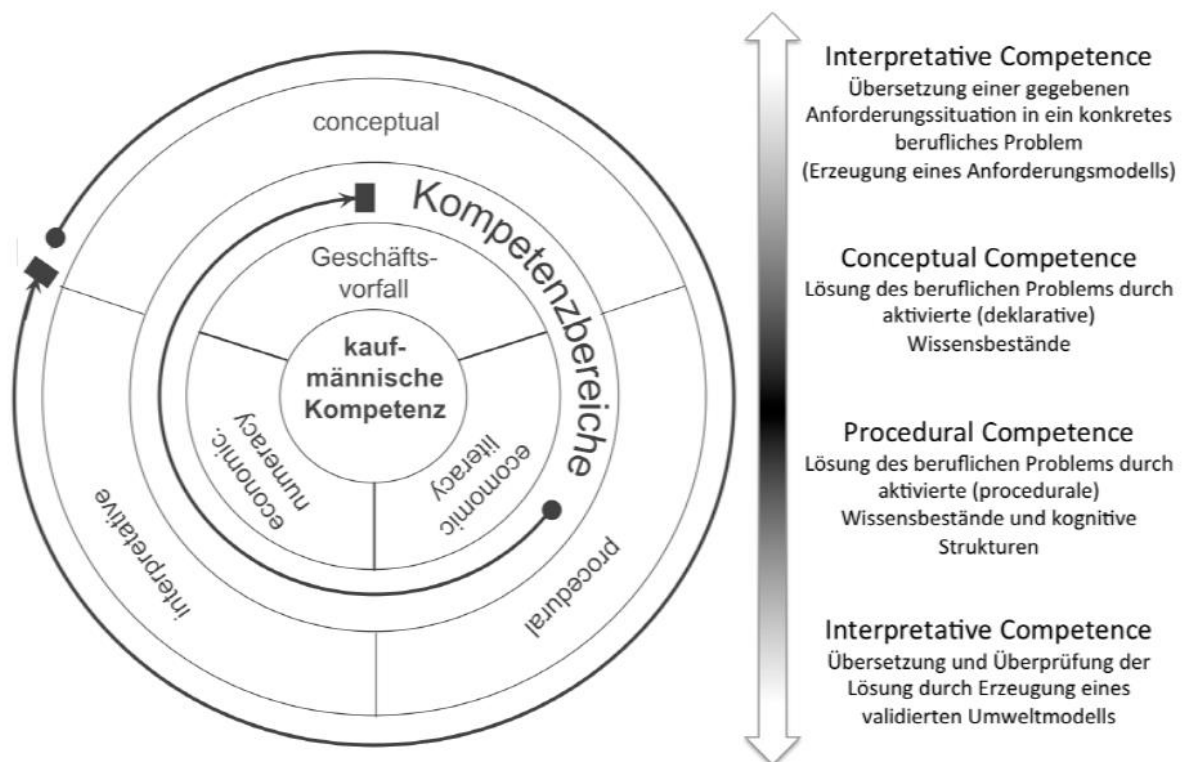 conceptual
Kompetenzbereiche
Geschäfts-
vorfall
kauf-
männische
Kompetenz
economic.
numeracy
ecomomic
literacy
interpretative
procedural
Interpretative Competence
Übersetzung einer gegebenen
Anforderungssituation in ein konkretes
berufliches Problem
(Erzeugung eines Anforderungsmodells)
Conceptual Competence
Lösung des beruflichen Problems durch
aktivierte (deklarative)
Wissensbestände
Procedural Competence
Lösung des beruflichen Problems durch
aktivierte (procedurale)
Wissensbestände und kognitive
Strukturen
Interpretative Competence
Übersetzung und Überprüfung der
Lösung durch Erzeugung eines
validierten Umweltmodells